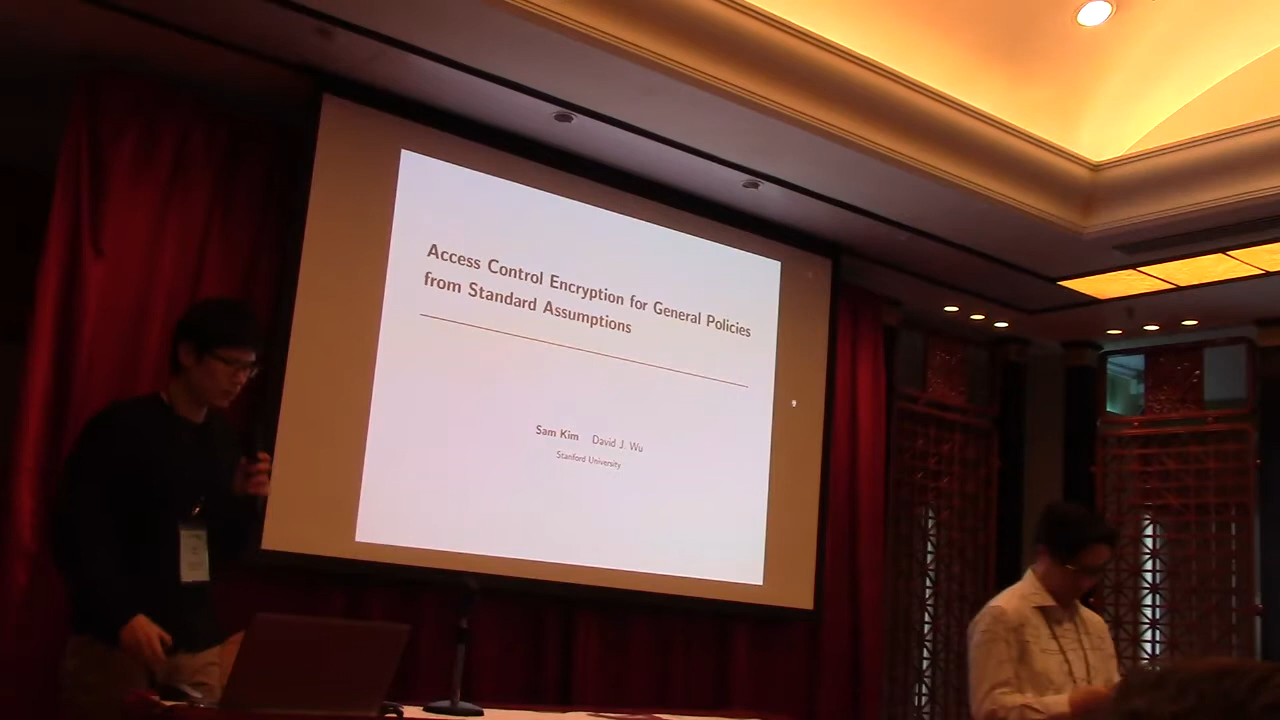 Access Control Encryption for General Policies
from Standard Assumptions
Sam Kim David J. Wu
Stanford University